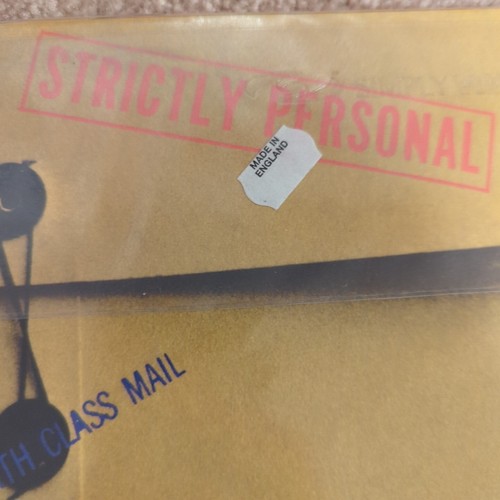 STRICTLY PERSONAL
MADE IN
ENGLAND
TH CLASS MAIL